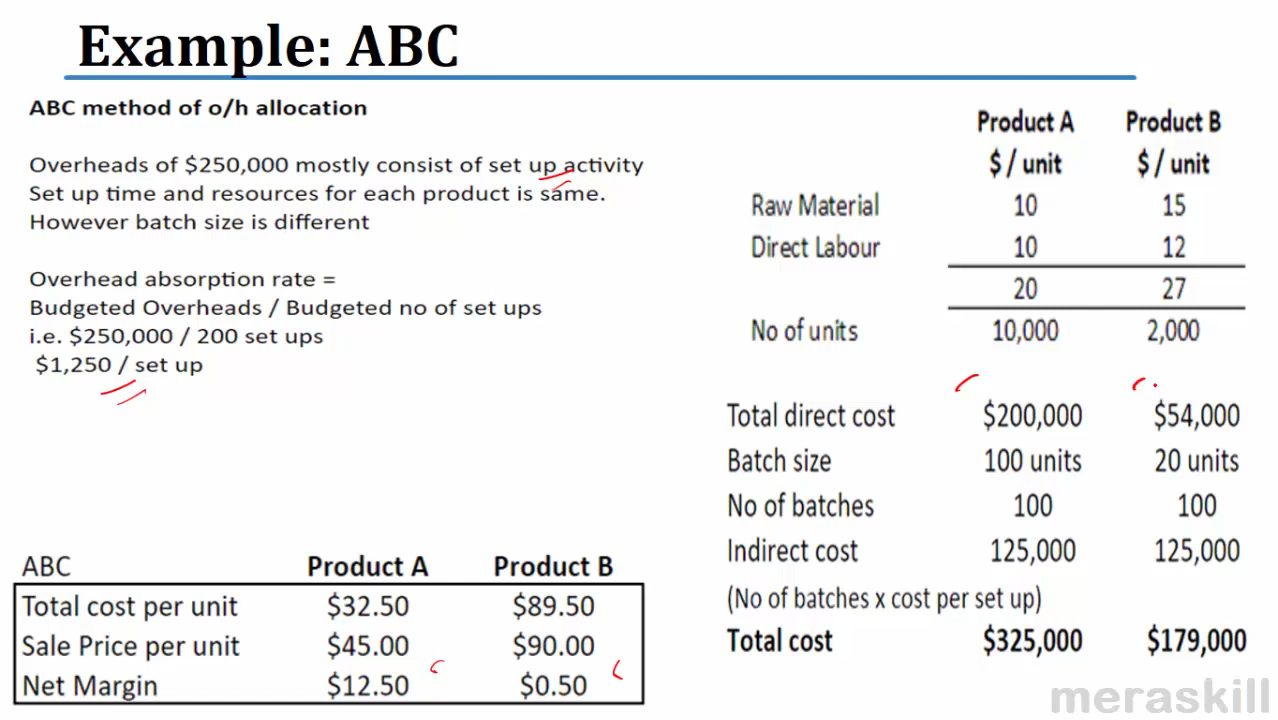 Example: ABC
ABC method of o/h allocation
Overheads of $250,000 mostly consist of set up activity
Set up time and resources for each product is same.
However batch size is different
Overhead absorption rate =
Budgeted Overheads / Budgeted no of set ups
i.e. $250,000 / 200 set ups
$1,250 / set up
Product A Product B
$ / unit $ / unit
Raw Material 10 15
Direct Labour 10 12
20 27
No of units 10,000 2,000
Total direct cost $200,000 $54,000
Batch size 100 units 20 units
No of batches 100 100
Indirect cost 125,000 125,000
(No of batches x cost per set up)
Total cost $325,000 $179,000
ABC Product A Product B
Total cost per unit $32.50 $89.50
Sale Price per unit $45.00 $90.00
Net Margin $12.50 $0.50
meraskill